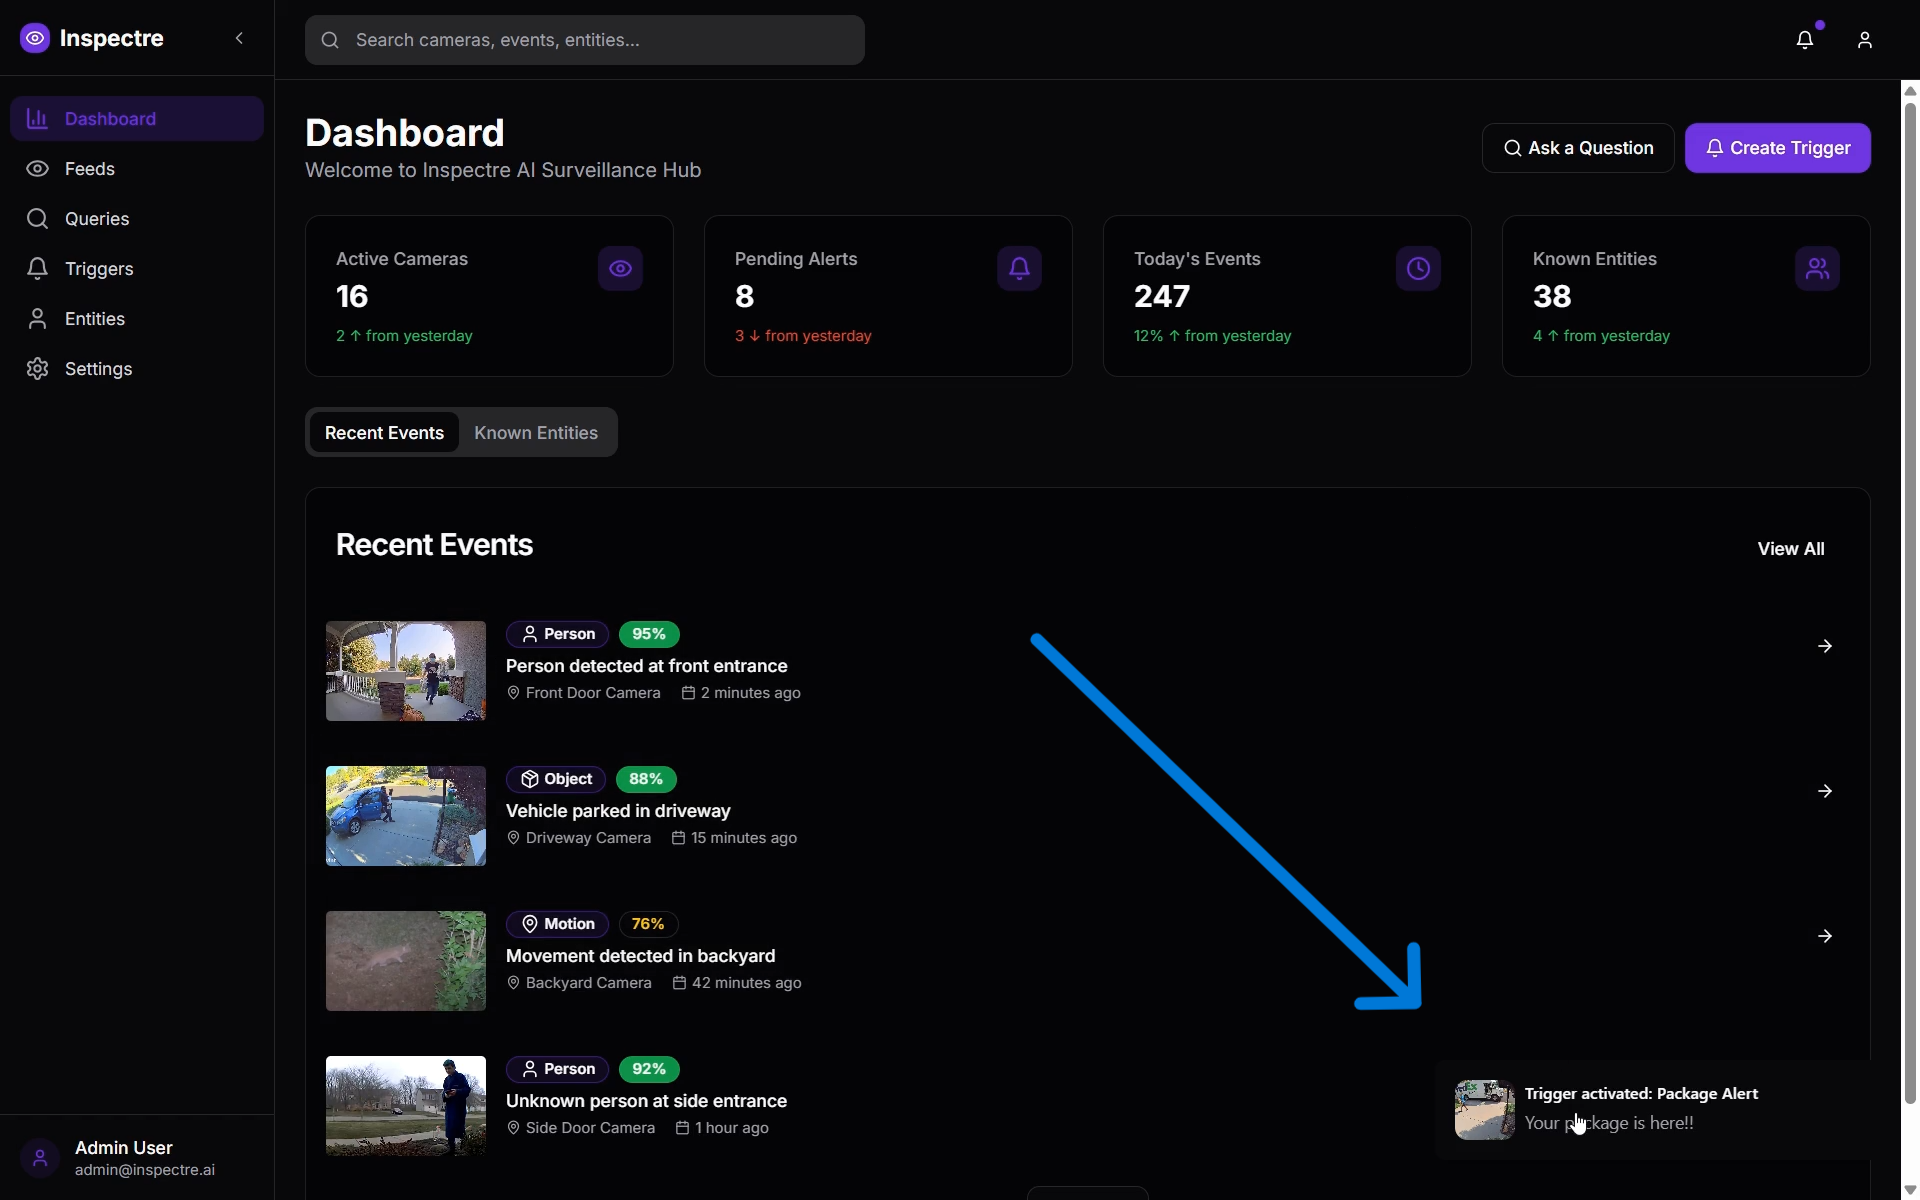 Inspectre
Search cameras, events, entities...
Dashboard
Feeds
Queries
Triggers
Entities
Settings
Dashboard
Welcome to Inspectre AI Surveillance Hub
Ask a Question
Create Trigger
Active Cameras
16
2 ↑ from yesterday
Pending Alerts
8
3 ↓ from yesterday
Today's Events
247
12% ↑ from yesterday
Known Entities
38
4 ↑ from yesterday
Recent Events
Known Entities
Recent Events
View All
Person 95%
Person detected at front entrance
Front Door Camera 2 minutes ago
Object 88%
Vehicle parked in driveway
Driveway Camera 15 minutes ago
Motion 76%
Movement detected in backyard
Backyard Camera 42 minutes ago
Person 92%
Unknown person at side entrance
Side Door Camera 1 hour ago
Trigger activated: Package Alert
Your package is here!!
Admin User
admin@inspectre.ai